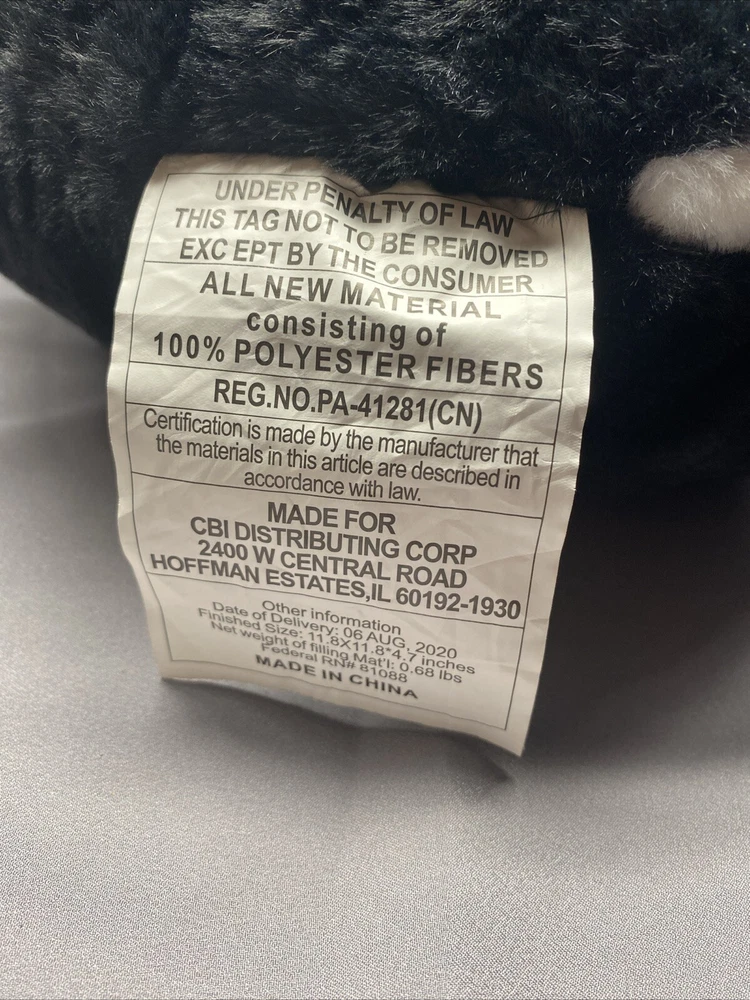 UNDER PENALTY OF LAW
THIS TAG NOT TO BE REMOVED
EXC EPT BY THE CONSUMER
ALL NEW MATERIAL
consisting of
100% POLYESTER FIBERS
REG.NO.PA-41281(CN)
Certification is made by the manufacturer that
the materials in this article are described in
accordance with law.
MADE FOR
CBI DISTRIBUTING CORP
2400 W CENTRAL ROAD
HOFFMAN ESTATES,IL 60192-1930
Other information
Date of Delivery: 06 AUG, 2020
Finished Size: 11.8X11.8*4.7 inches
Net weight of filling Mat'l: 0.68 lbs
Federal RN# 81088
MADE IN CHINA